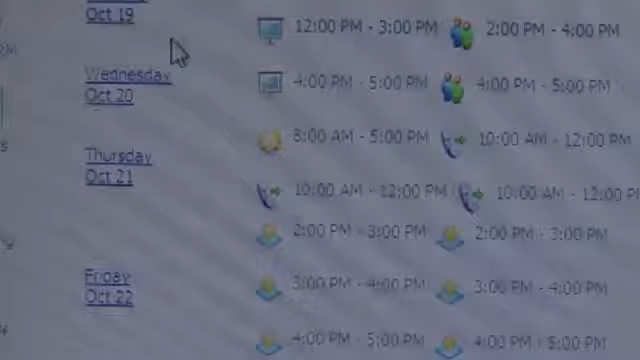 Oct 19
12:00 PM - 3:00 PM 2:00 PM - 4:00 PM
Wednesday
Oct 20
4:00 PM - 5:00 PM 4:00 PM - 5:00 PM
8:00 AM - 5:00 PM 10:00 AM - 12:00 PM
Thursday
Oct 21
10:00 AM - 12:00 PM 10:00 AM - 12:00 PM
2:00 PM - 3:00 PM 2:00 PM - 3:00 PM
Friday
Oct 22
3:00 PM - 4:00 PM 3:00 PM - 4:00 PM
4:00 PM - 5:00 PM 4:00 PM - 5:00 PM